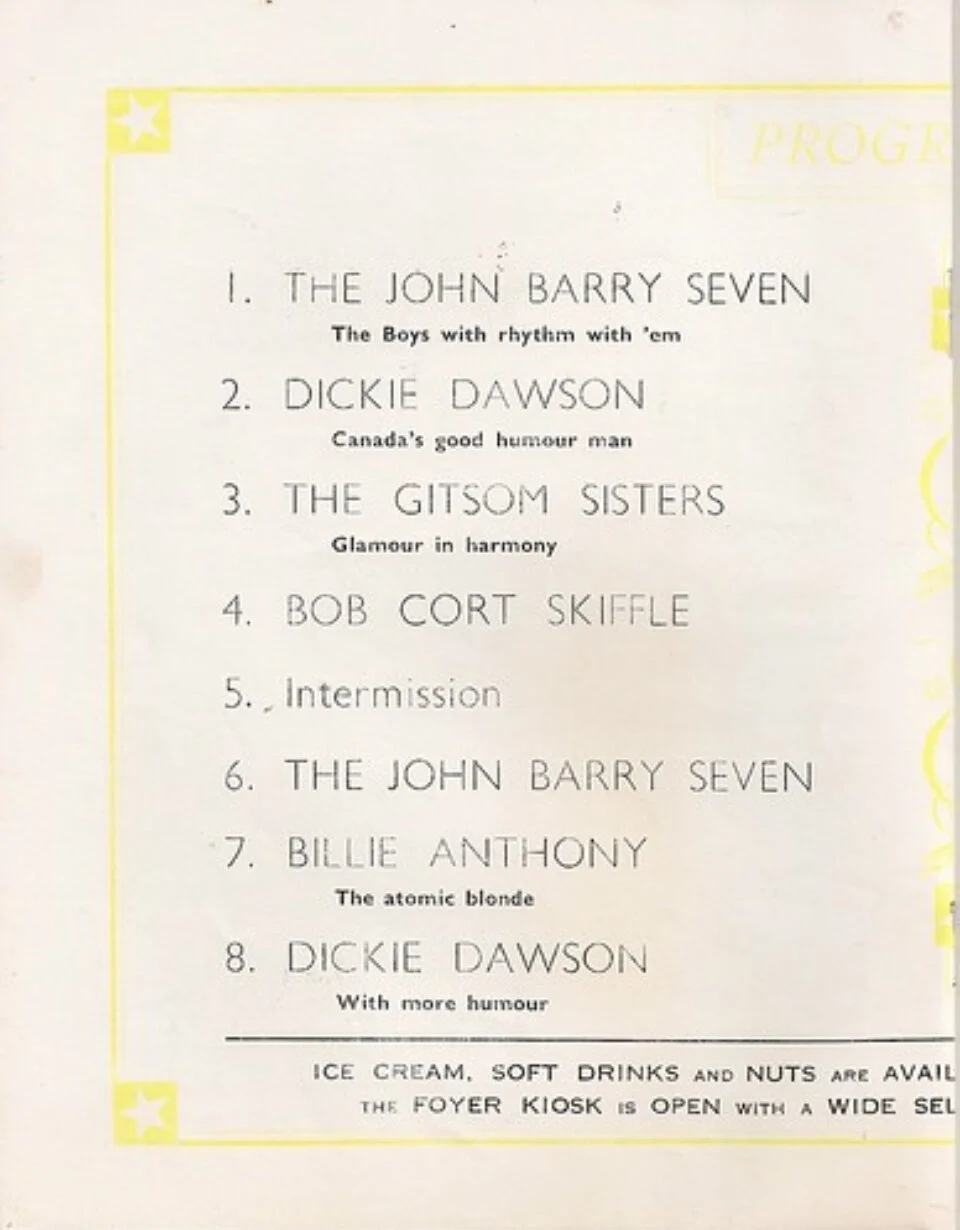 PROGR
1. THE JOHN BARRY SEVEN
The Boys with rhythm with 'em
2. DICKIE DAWSON
Canada's good humour man
3. THE GITSOM SISTERS
Glamour in harmony
4. BOB CORT SKIFFLE
5. Intermission
6. THE JOHN BARRY SEVEN
7. BILLIE ANTHONY
The atomic blonde
8. DICKIE DAWSON
With more humour
ICE CREAM, SOFT DRINKS AND NUTS ARE AVAIL
THE FOYER KIOSK IS OPEN WITH A WIDE SEL